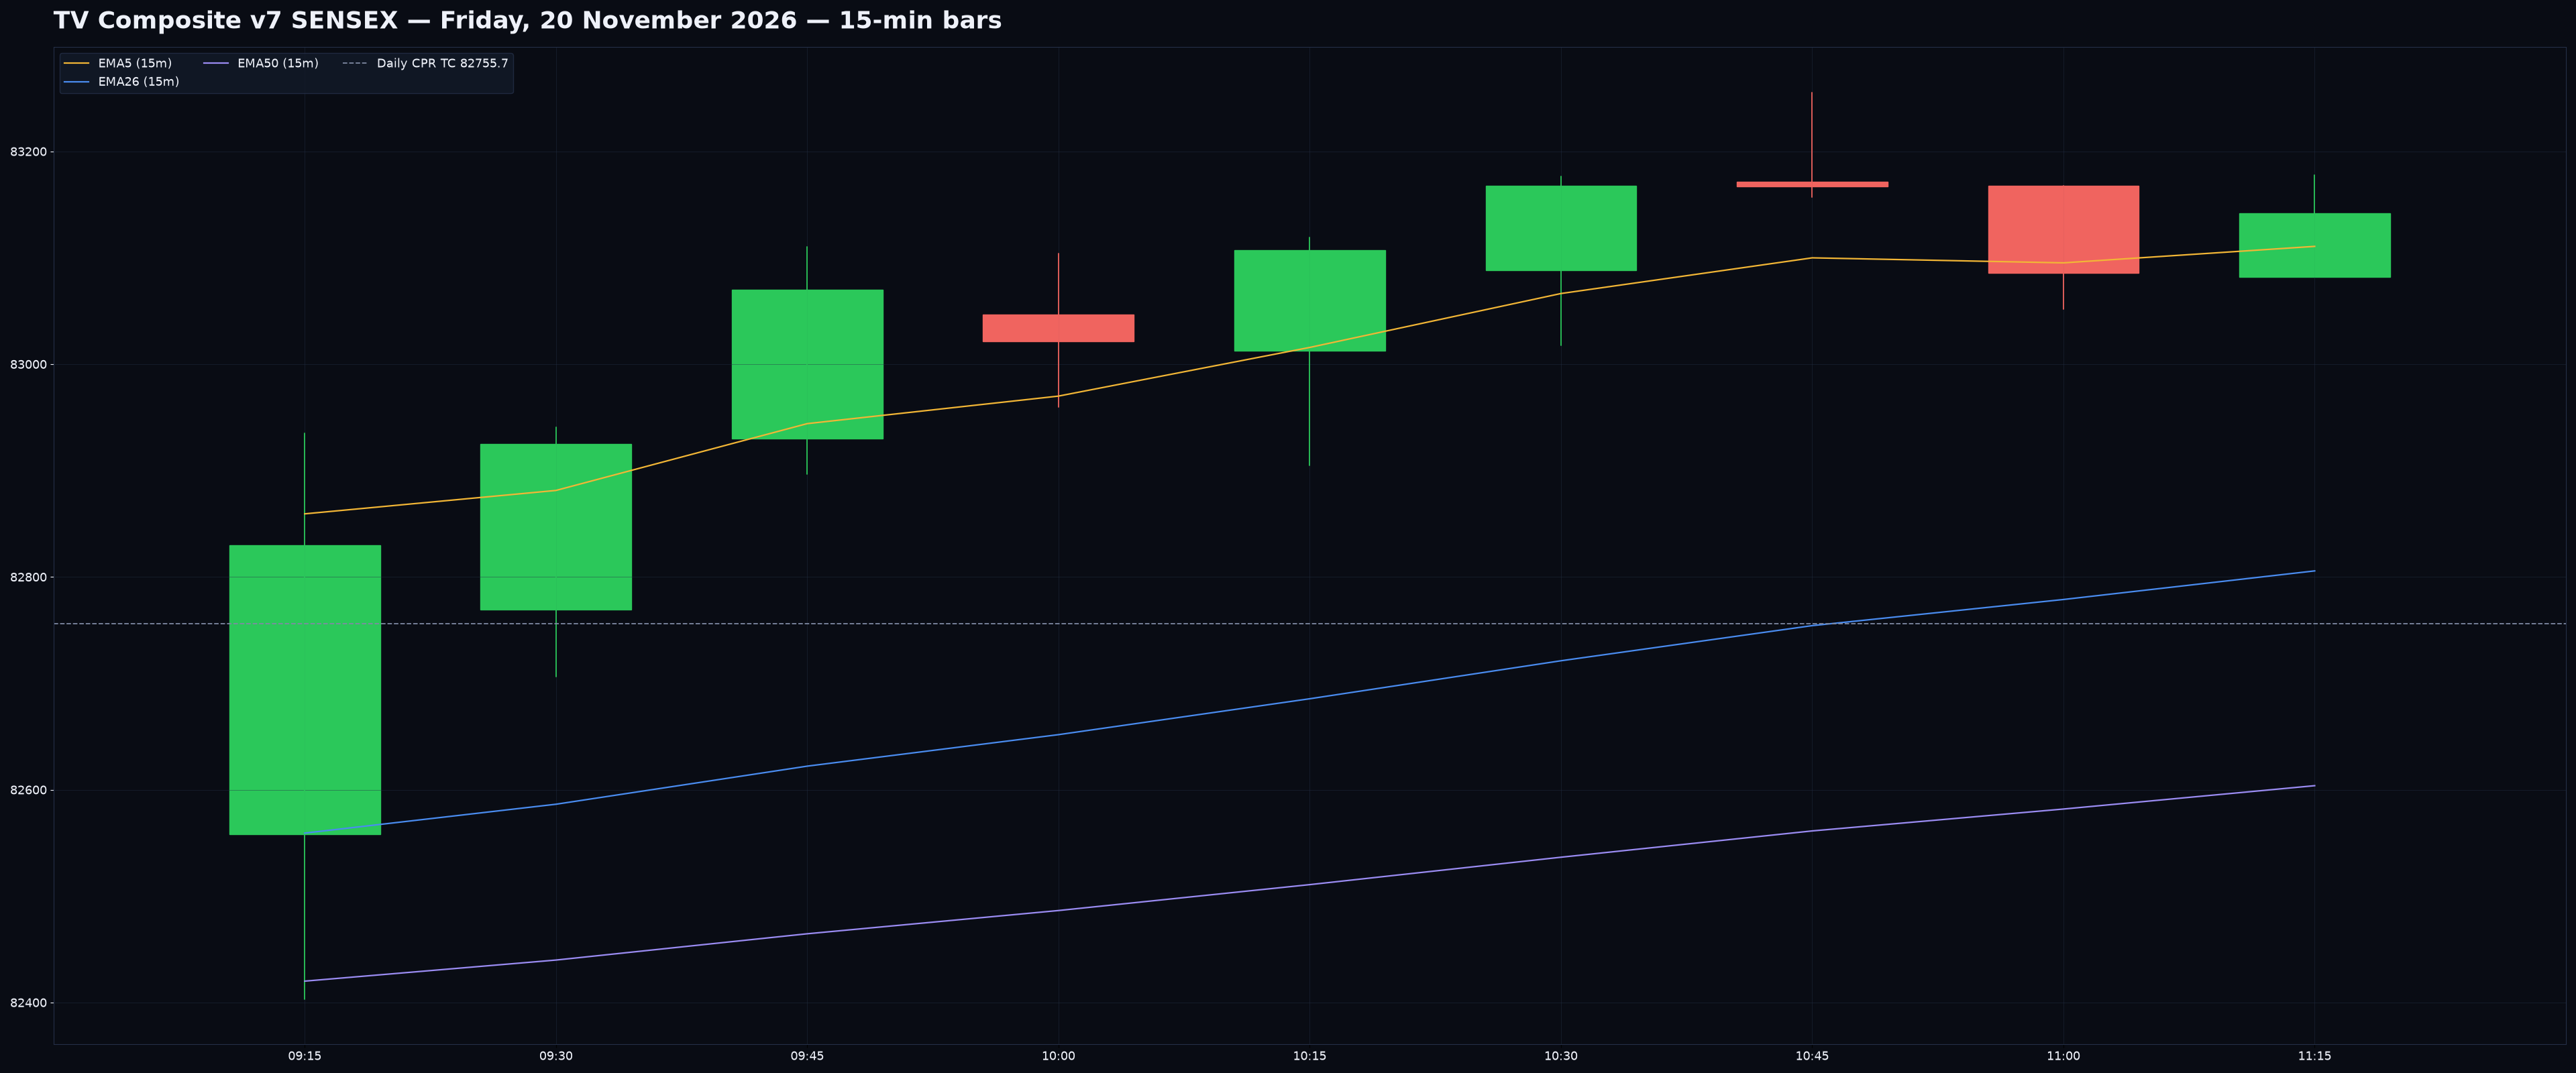 TV Composite v7 SENSEX — Friday, 20 November 2026 — 15-min bars
EMA5 (15m) EMA50 (15m) Daily CPR TC 82755.7
EMA26 (15m)
83200
83000
82800
82600
82400
09:15 09:30 09:45 10:00 10:15 10:30 10:45 11:00 11:15